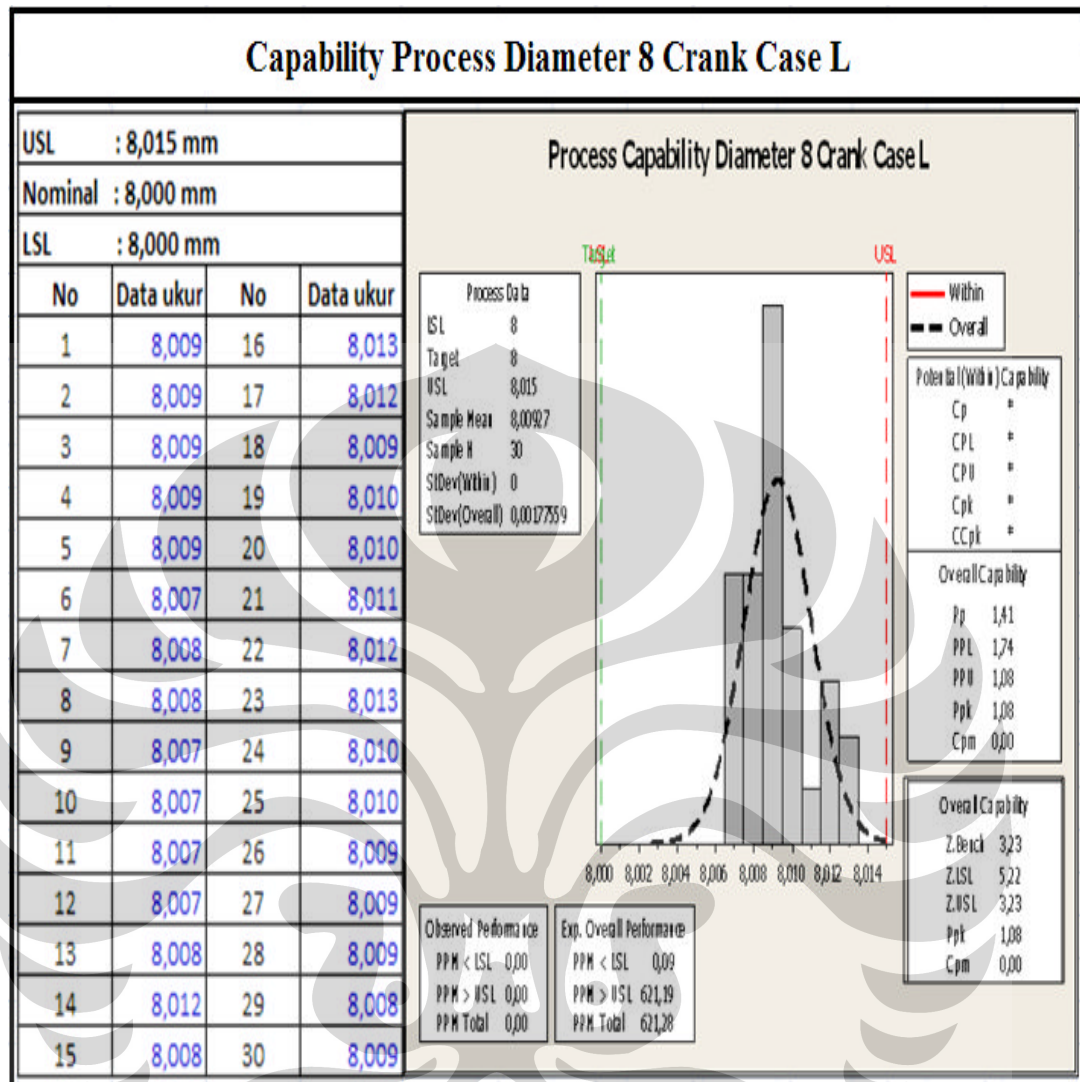 Capability Process Diameter 8 Crank Case L
USL : 8,015 mm
Nominal : 8,000 mm
LSL : 8,000 mm
No Data ukur No Data ukur
1 8,009 16 8,013
2 8,009 17 8,012
3 8,009 18 8,009
4 8,009 19 8,010
5 8,009 20 8,010
6 8,007 21 8,011
7 8,008 22 8,012
8 8,008 23 8,013
9 8,007 24 8,010
10 8,007 25 8,010
11 8,007 26 8,009
12 8,007 27 8,009
13 8,008 28 8,009
14 8,012 29 8,008
15 8,008 30 8,009
Process Capability Diameter 8 Crank Case L
Process Data
LSL 8
Target 8
USL 8,015
Sample Mean 8,00927
Sample N 30
StDev(Within) 0
StDev(Overall) 0,00177559
Target
USL
8,000 8,002 8,004 8,006 8,008 8,010 8,012 8,014
Within
Overall
Potential (Within) Capability
Cp *
CPL *
CPU *
Cpk *
CCpk *
Overall Capability
Pp 1,41
PPL 1,74
PPU 1,08
Ppk 1,08
Cpm 0,00
Overall Capability
Z.Bench 3,23
Z.LSL 5,22
Z.USL 3,23
Ppk 1,08
Cpm 0,00
Observed Performance
PPM < LSL 0,00
PPM > USL 0,00
PPM Total 0,00
Exp. Overall Performance
PPM < LSL 0,09
PPM > USL 621,19
PPM Total 621,28